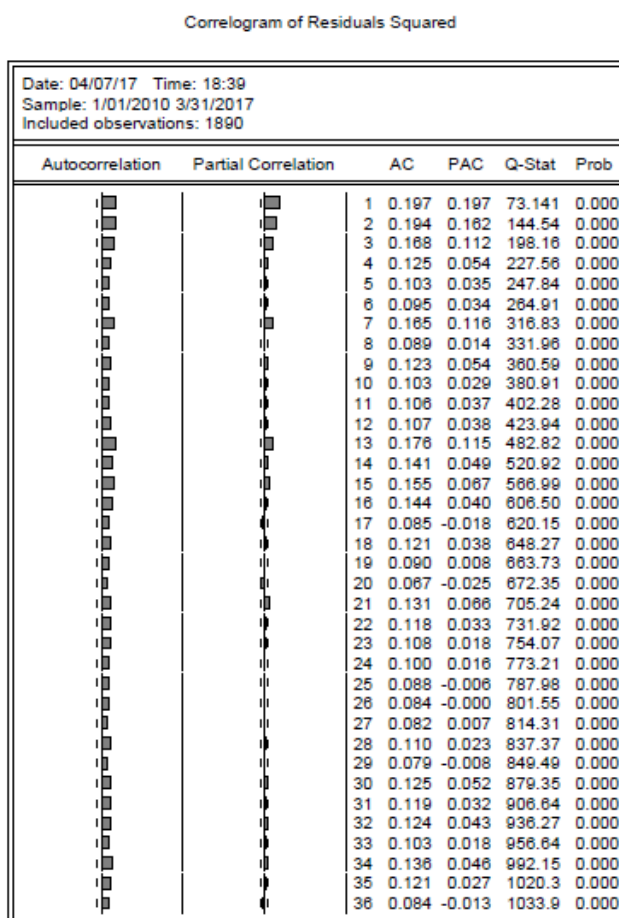 Correlogram of Residuals Squared
Date: 04/07/17 Time: 18:39
Sample: 1/01/2010 3/31/2017
Included observations: 1890
Autocorrelation Partial Correlation AC PAC Q-Stat Prob
1 0.197 0.197 73.141 0.000
2 0.194 0.162 144.54 0.000
3 0.168 0.112 198.16 0.000
4 0.125 0.054 227.56 0.000
5 0.103 0.035 247.84 0.000
6 0.095 0.034 264.91 0.000
7 0.165 0.116 316.83 0.000
8 0.089 0.014 331.96 0.000
9 0.123 0.054 360.59 0.000
10 0.103 0.029 380.91 0.000
11 0.106 0.037 402.28 0.000
12 0.107 0.038 423.94 0.000
13 0.176 0.115 482.82 0.000
14 0.141 0.049 520.92 0.000
15 0.155 0.067 566.99 0.000
16 0.144 0.040 606.50 0.000
17 0.085 -0.018 620.15 0.000
18 0.121 0.038 648.27 0.000
19 0.090 0.008 663.73 0.000
20 0.067 -0.025 672.35 0.000
21 0.131 0.066 705.24 0.000
22 0.118 0.033 731.92 0.000
23 0.108 0.018 754.07 0.000
24 0.100 0.016 773.21 0.000
25 0.088 -0.006 787.98 0.000
26 0.084 -0.000 801.55 0.000
27 0.082 0.007 814.31 0.000
28 0.110 0.023 837.37 0.000
29 0.079 -0.008 849.49 0.000
30 0.125 0.052 879.35 0.000
31 0.119 0.032 906.64 0.000
32 0.124 0.043 936.27 0.000
33 0.103 0.018 956.64 0.000
34 0.136 0.046 992.15 0.000
35 0.121 0.027 1020.3 0.000
36 0.084 -0.013 1033.9 0.000